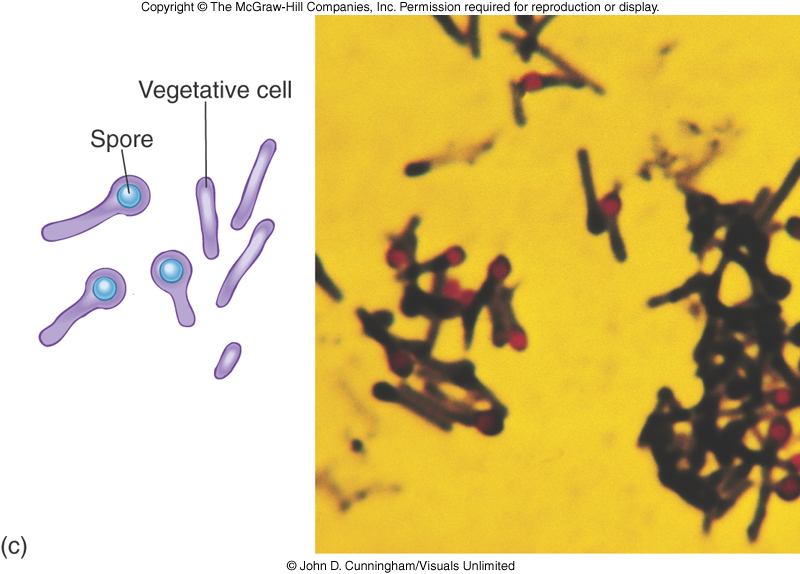 Copyright © The McGraw-Hill Companies, Inc. Permission required for reproduction or display.
Vegetative cell
Spore
(c)
© John D. Cunningham/Visuals Unlimited